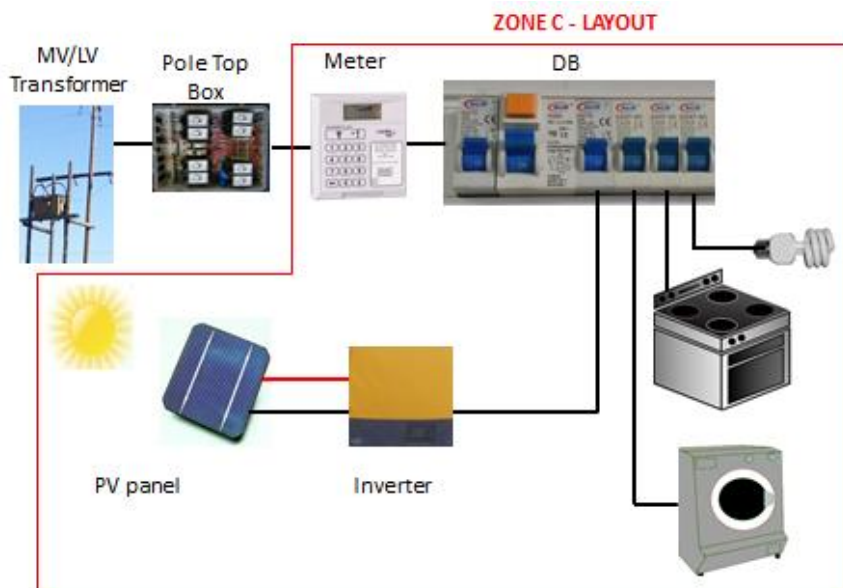 ZONE C - LAYOUT
MV/LV
Transformer
Pole Top
Box
Meter
DB
PV panel
Inverter